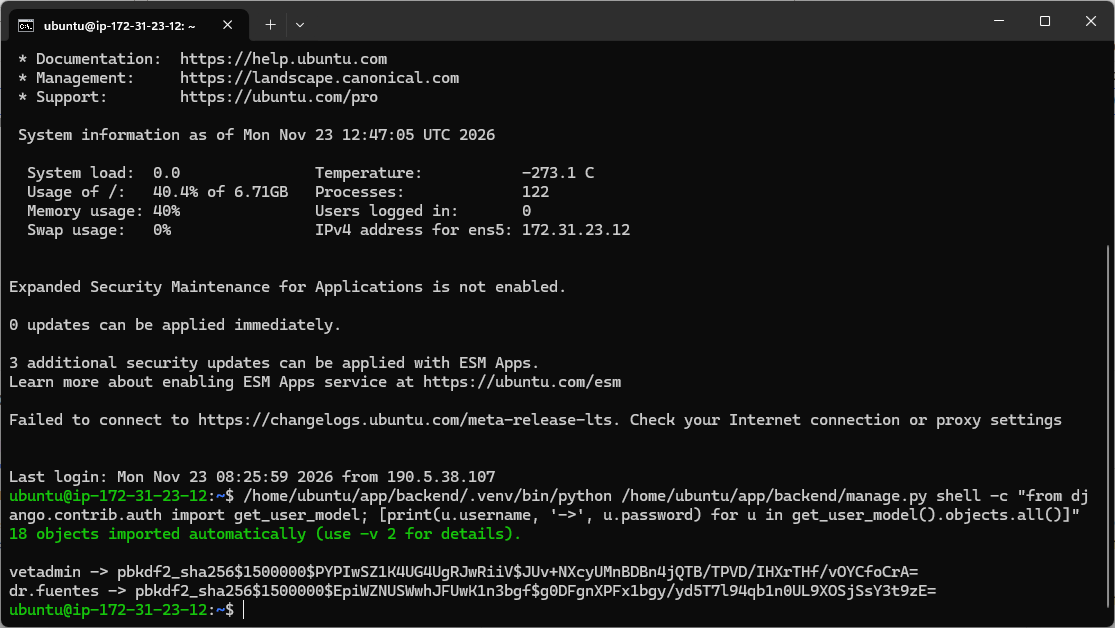 ubuntu@ip-172-31-23-12: ~
 * Documentation:  https://help.ubuntu.com
 * Management:     https://landscape.canonical.com
 * Support:        https://ubuntu.com/pro
 System information as of Mon Nov 23 12:47:05 UTC 2026
  System load:  0.0               Temperature:           -273.1 C
  Usage of /:   40.4% of 6.71GB   Processes:             122
  Memory usage: 40%               Users logged in:       0
  Swap usage:   0%                IPv4 address for ens5: 172.31.23.12
Expanded Security Maintenance for Applications is not enabled.
0 updates can be applied immediately.
3 additional security updates can be applied with ESM Apps.
Learn more about enabling ESM Apps service at https://ubuntu.com/esm
Failed to connect to https://changelogs.ubuntu.com/meta-release-lts. Check your Internet connection or proxy settings
Last login: Mon Nov 23 08:25:59 2026 from 190.5.38.107
ubuntu@ip-172-31-23-12:~$ /home/ubuntu/app/backend/.venv/bin/python /home/ubuntu/app/backend/manage.py shell -c "from dj
ango.contrib.auth import get_user_model; [print(u.username, '->', u.password) for u in get_user_model().objects.all()]"
18 objects imported automatically (use -v 2 for details).
vetadmin -> pbkdf2_sha256$1500000$PYPIwSZ1K4UG4UgRJwRiiV$JUv+NXcyUMnBDBn4jQTB/TPVD/IHXrTHf/vOYCfoCrA=
dr.fuentes -> pbkdf2_sha256$1500000$EpiWZNUSWwhJFUwK1n3bgf$g0DFgnXPFx1bgy/yd5T7l94qb1n0UL9XOSjSsY3t9zE=
ubuntu@ip-172-31-23-12:~$